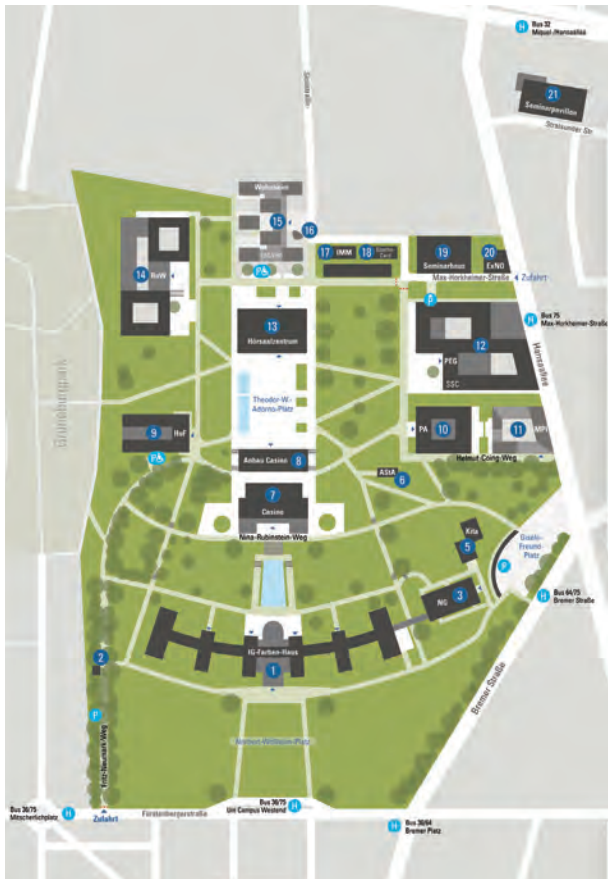 H
Bus 32
Miquel-/Hansaallee
21
Seminarpavillon
Stralsunder Str.
Wohnheim
15
16
14
RuW
P
17
IMM
18
19
Seminarhaus
20
ExNO
Max-Horkheimer-Straße
Zufahrt
P
H
Bus 75
Max-Horkheimer-Straße
Hansaallee
13
Hörsaalzentrum
12
PEG
SSC
Grüneburgpark
Theodor-W.-
Adorno-Platz
9
HoF
P
PA
10
11
MPI
Helmut-Coing-Weg
Anbau Casino
8
AStA
6
7
Casino
Nina-Rubinstein-Weg
Kita
5
Gisèle-
Freund-
Platz
P
3
NG
H
Bus 64/75
Bremer Straße
IG-Farben-Haus
1
2
P
Fritz-Neumark-Weg
Norbert-Wollheim-Platz
Bremer Straße
Bus 36/75
Mitscherlichplatz
H
Zufahrt
Fürstenbergerstraße
Bus 36/75
Uni Campus Westend
H
H
Bus 36/64
Bremer Platz